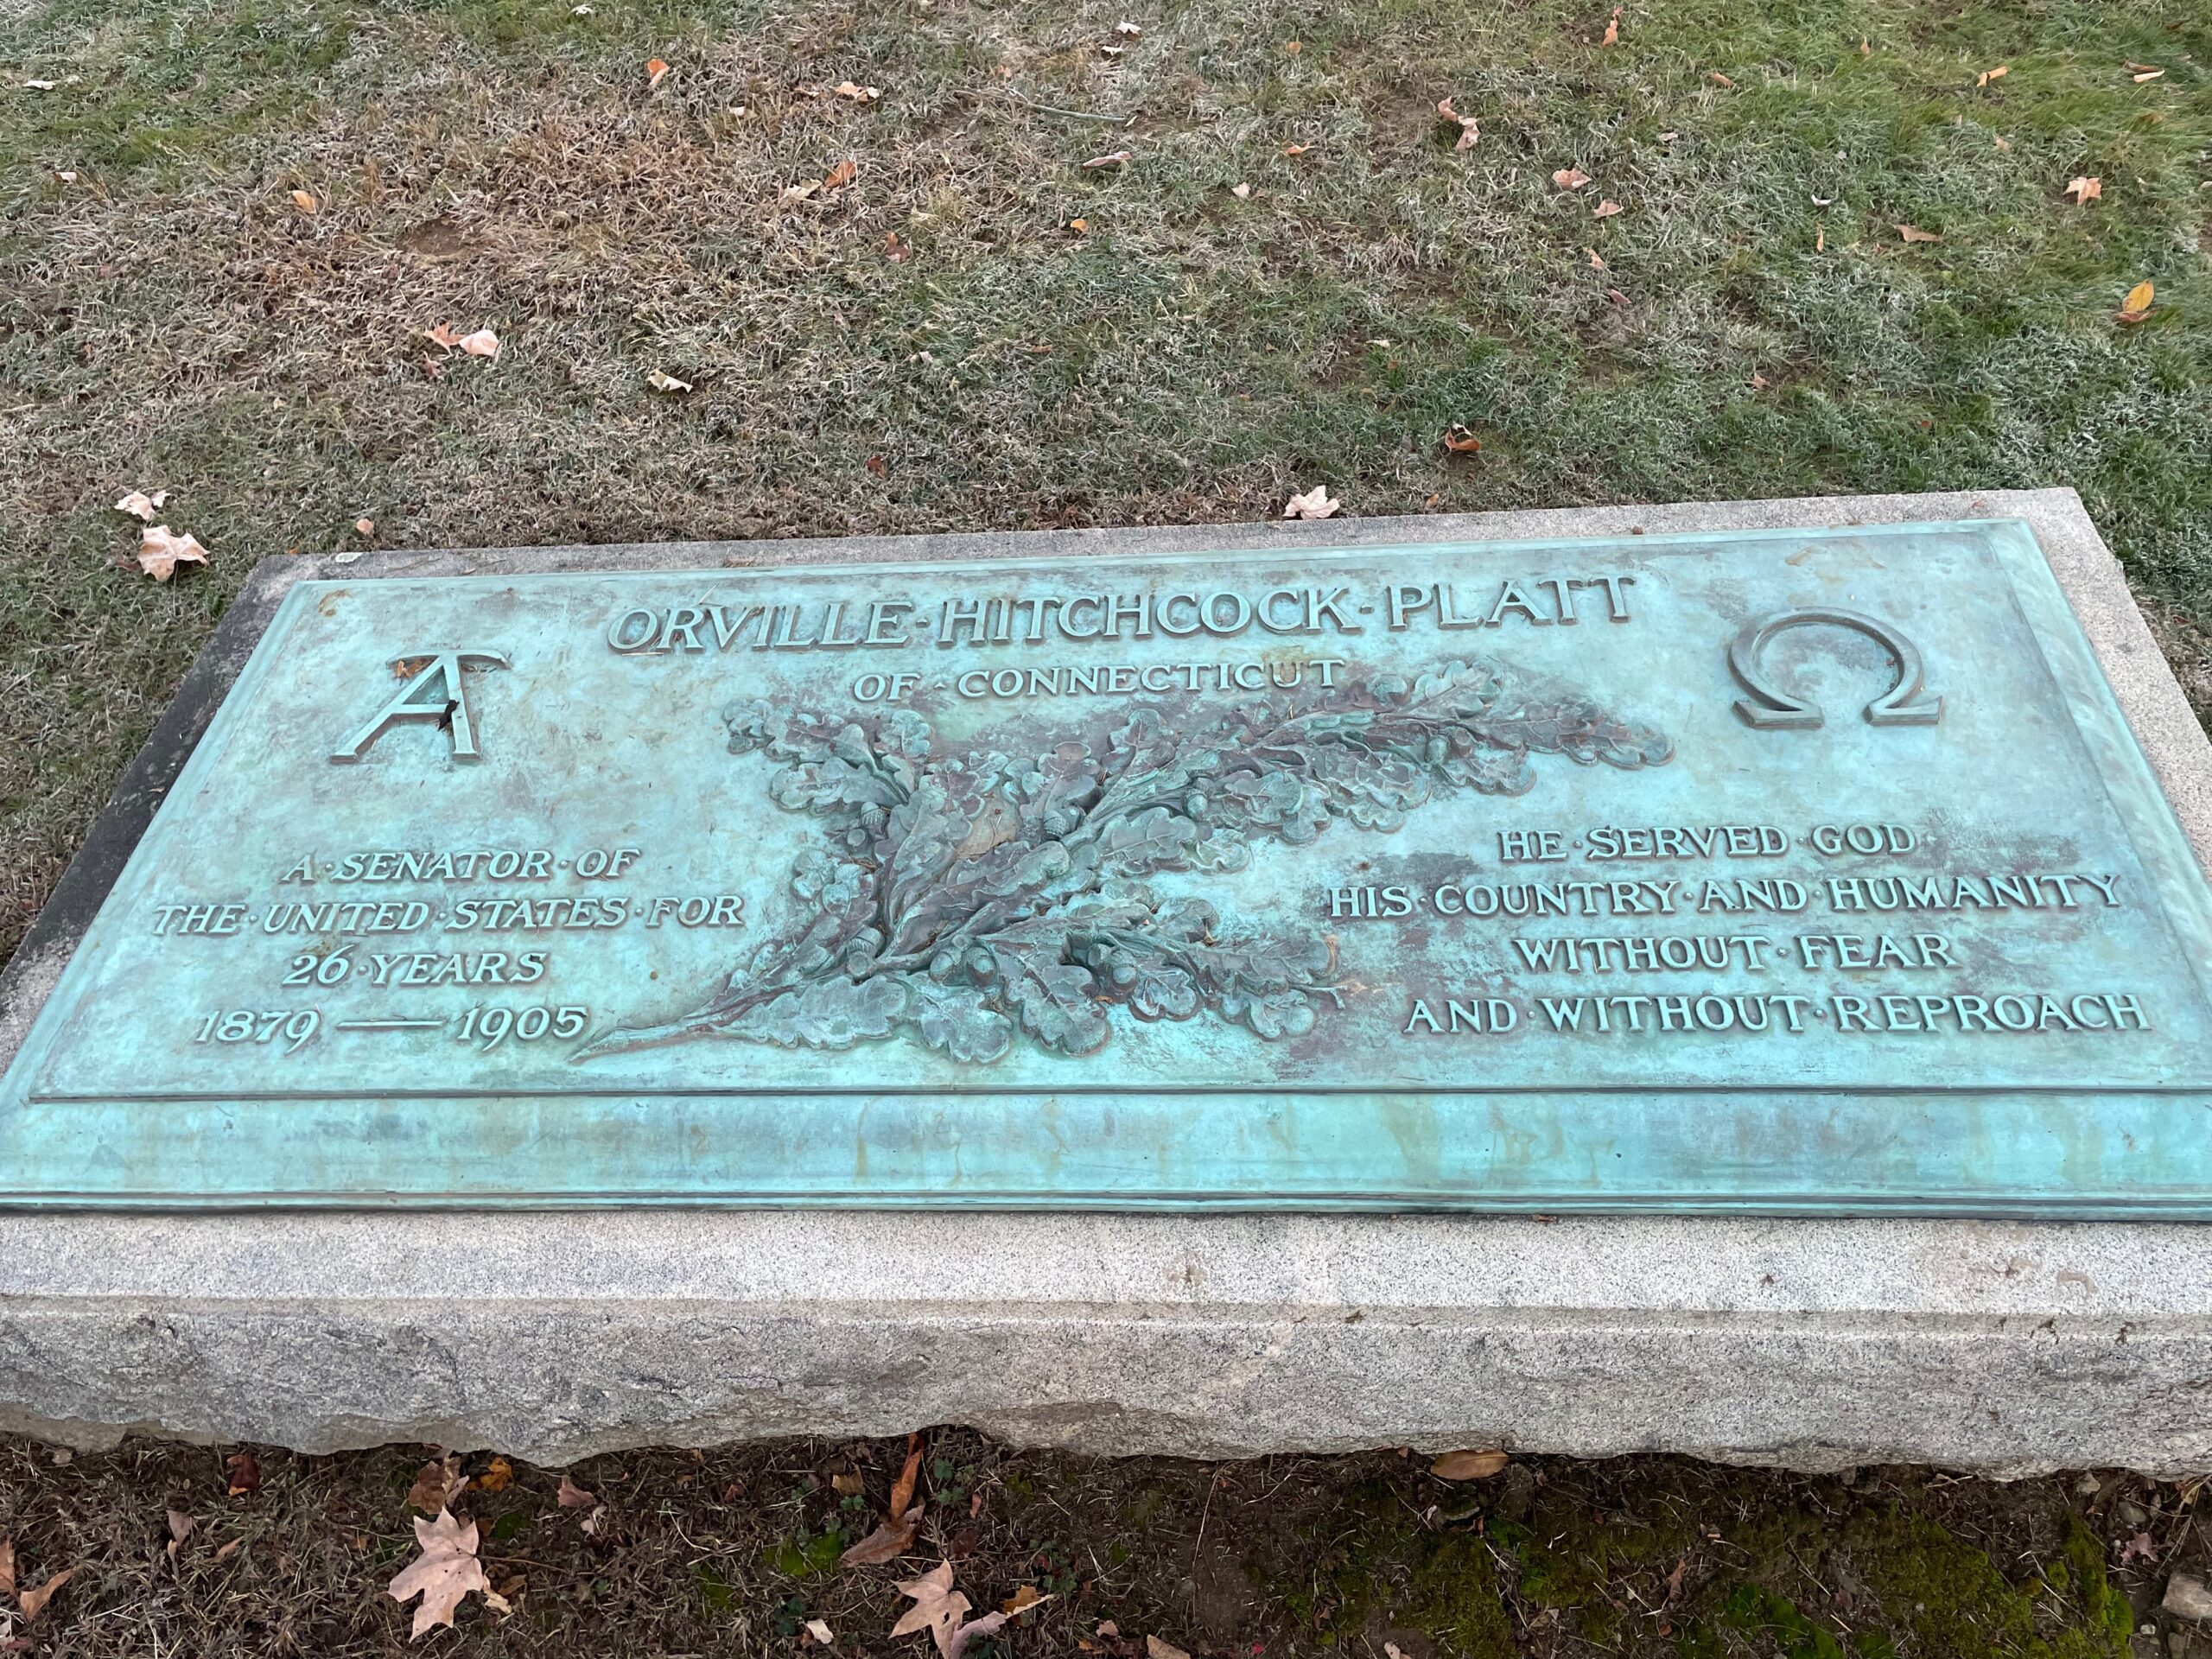 ORVILLE·HITCHCOCK·PLATT
OF·CONNECTICUT
Α
Ω
A·SENATOR·OF
THE·UNITED·STATES·FOR
26·YEARS
1879 — 1905
HE·SERVED·GOD·
HIS·COUNTRY·AND·HUMANITY
WITHOUT·FEAR
AND·WITHOUT·REPROACH